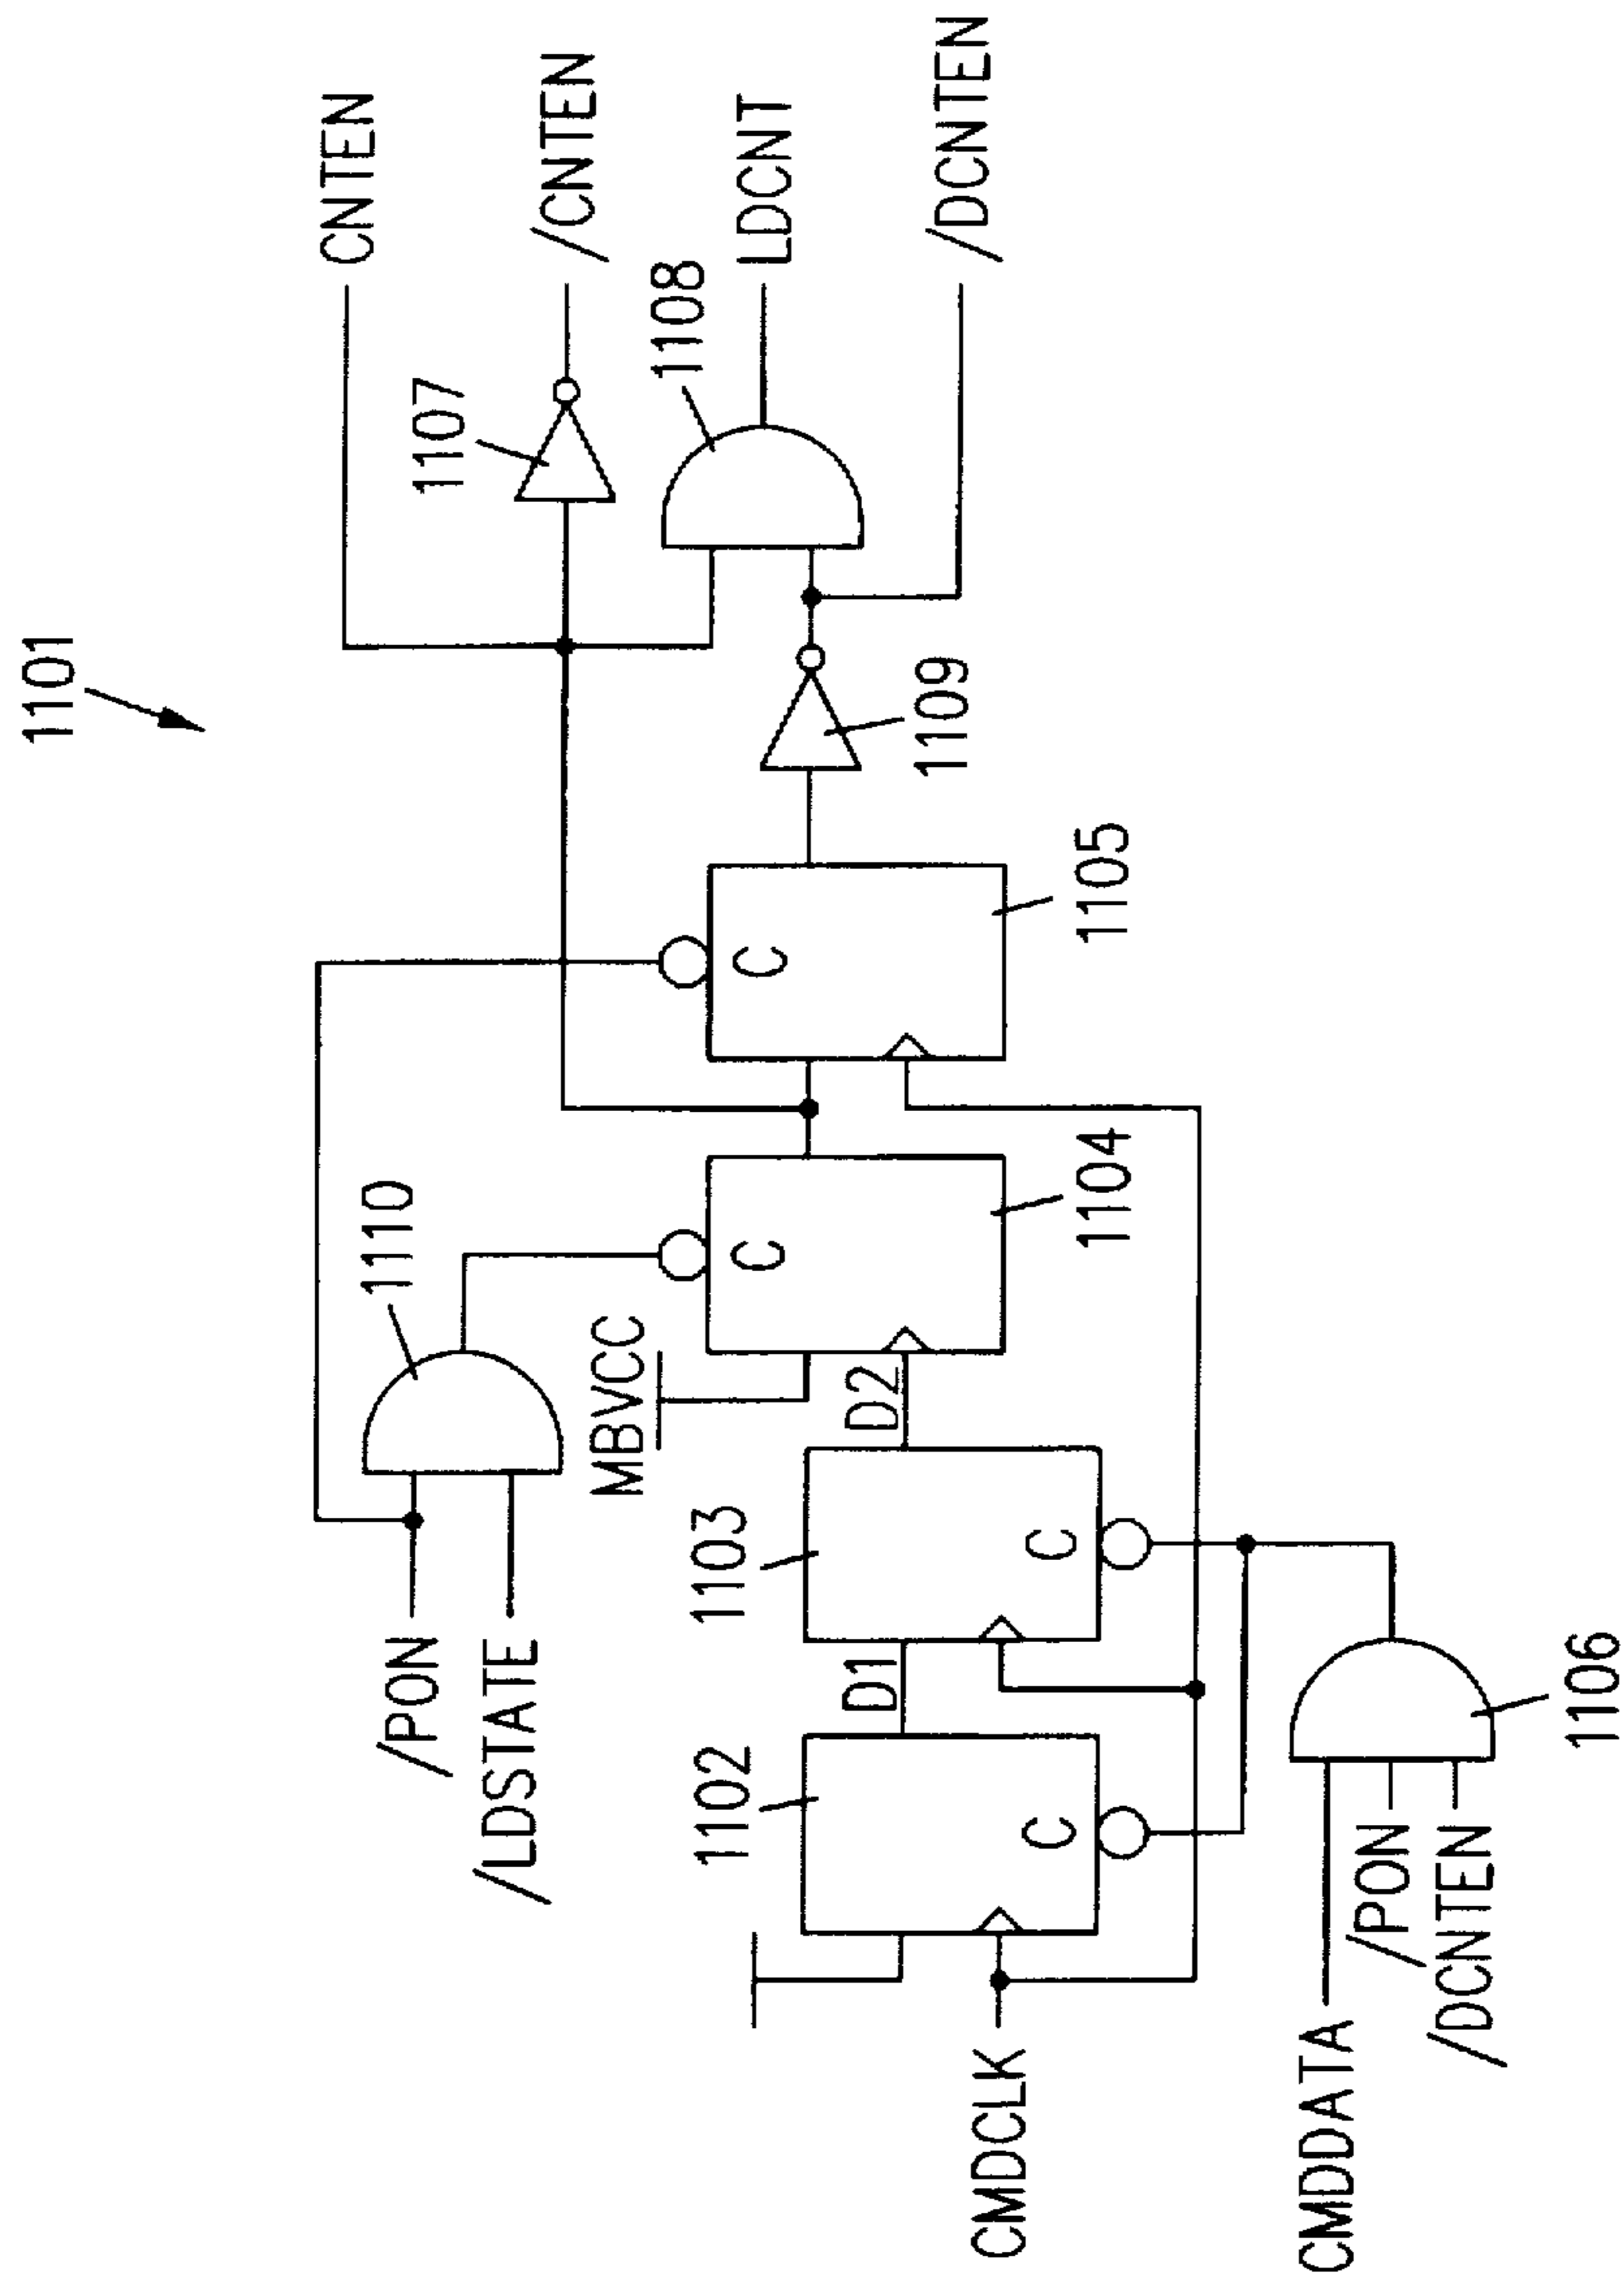 1101
CNTEN
/CNTEN
1107
1108
LDCNT
/DCNTEN
1109
C
1105
1110
C
1104
/PON
/LDSTATE
MBVCC
D2
1103
C
D1
1102
C
CMDCLK
1106
CMDDATA
/PON
/DCNTEN